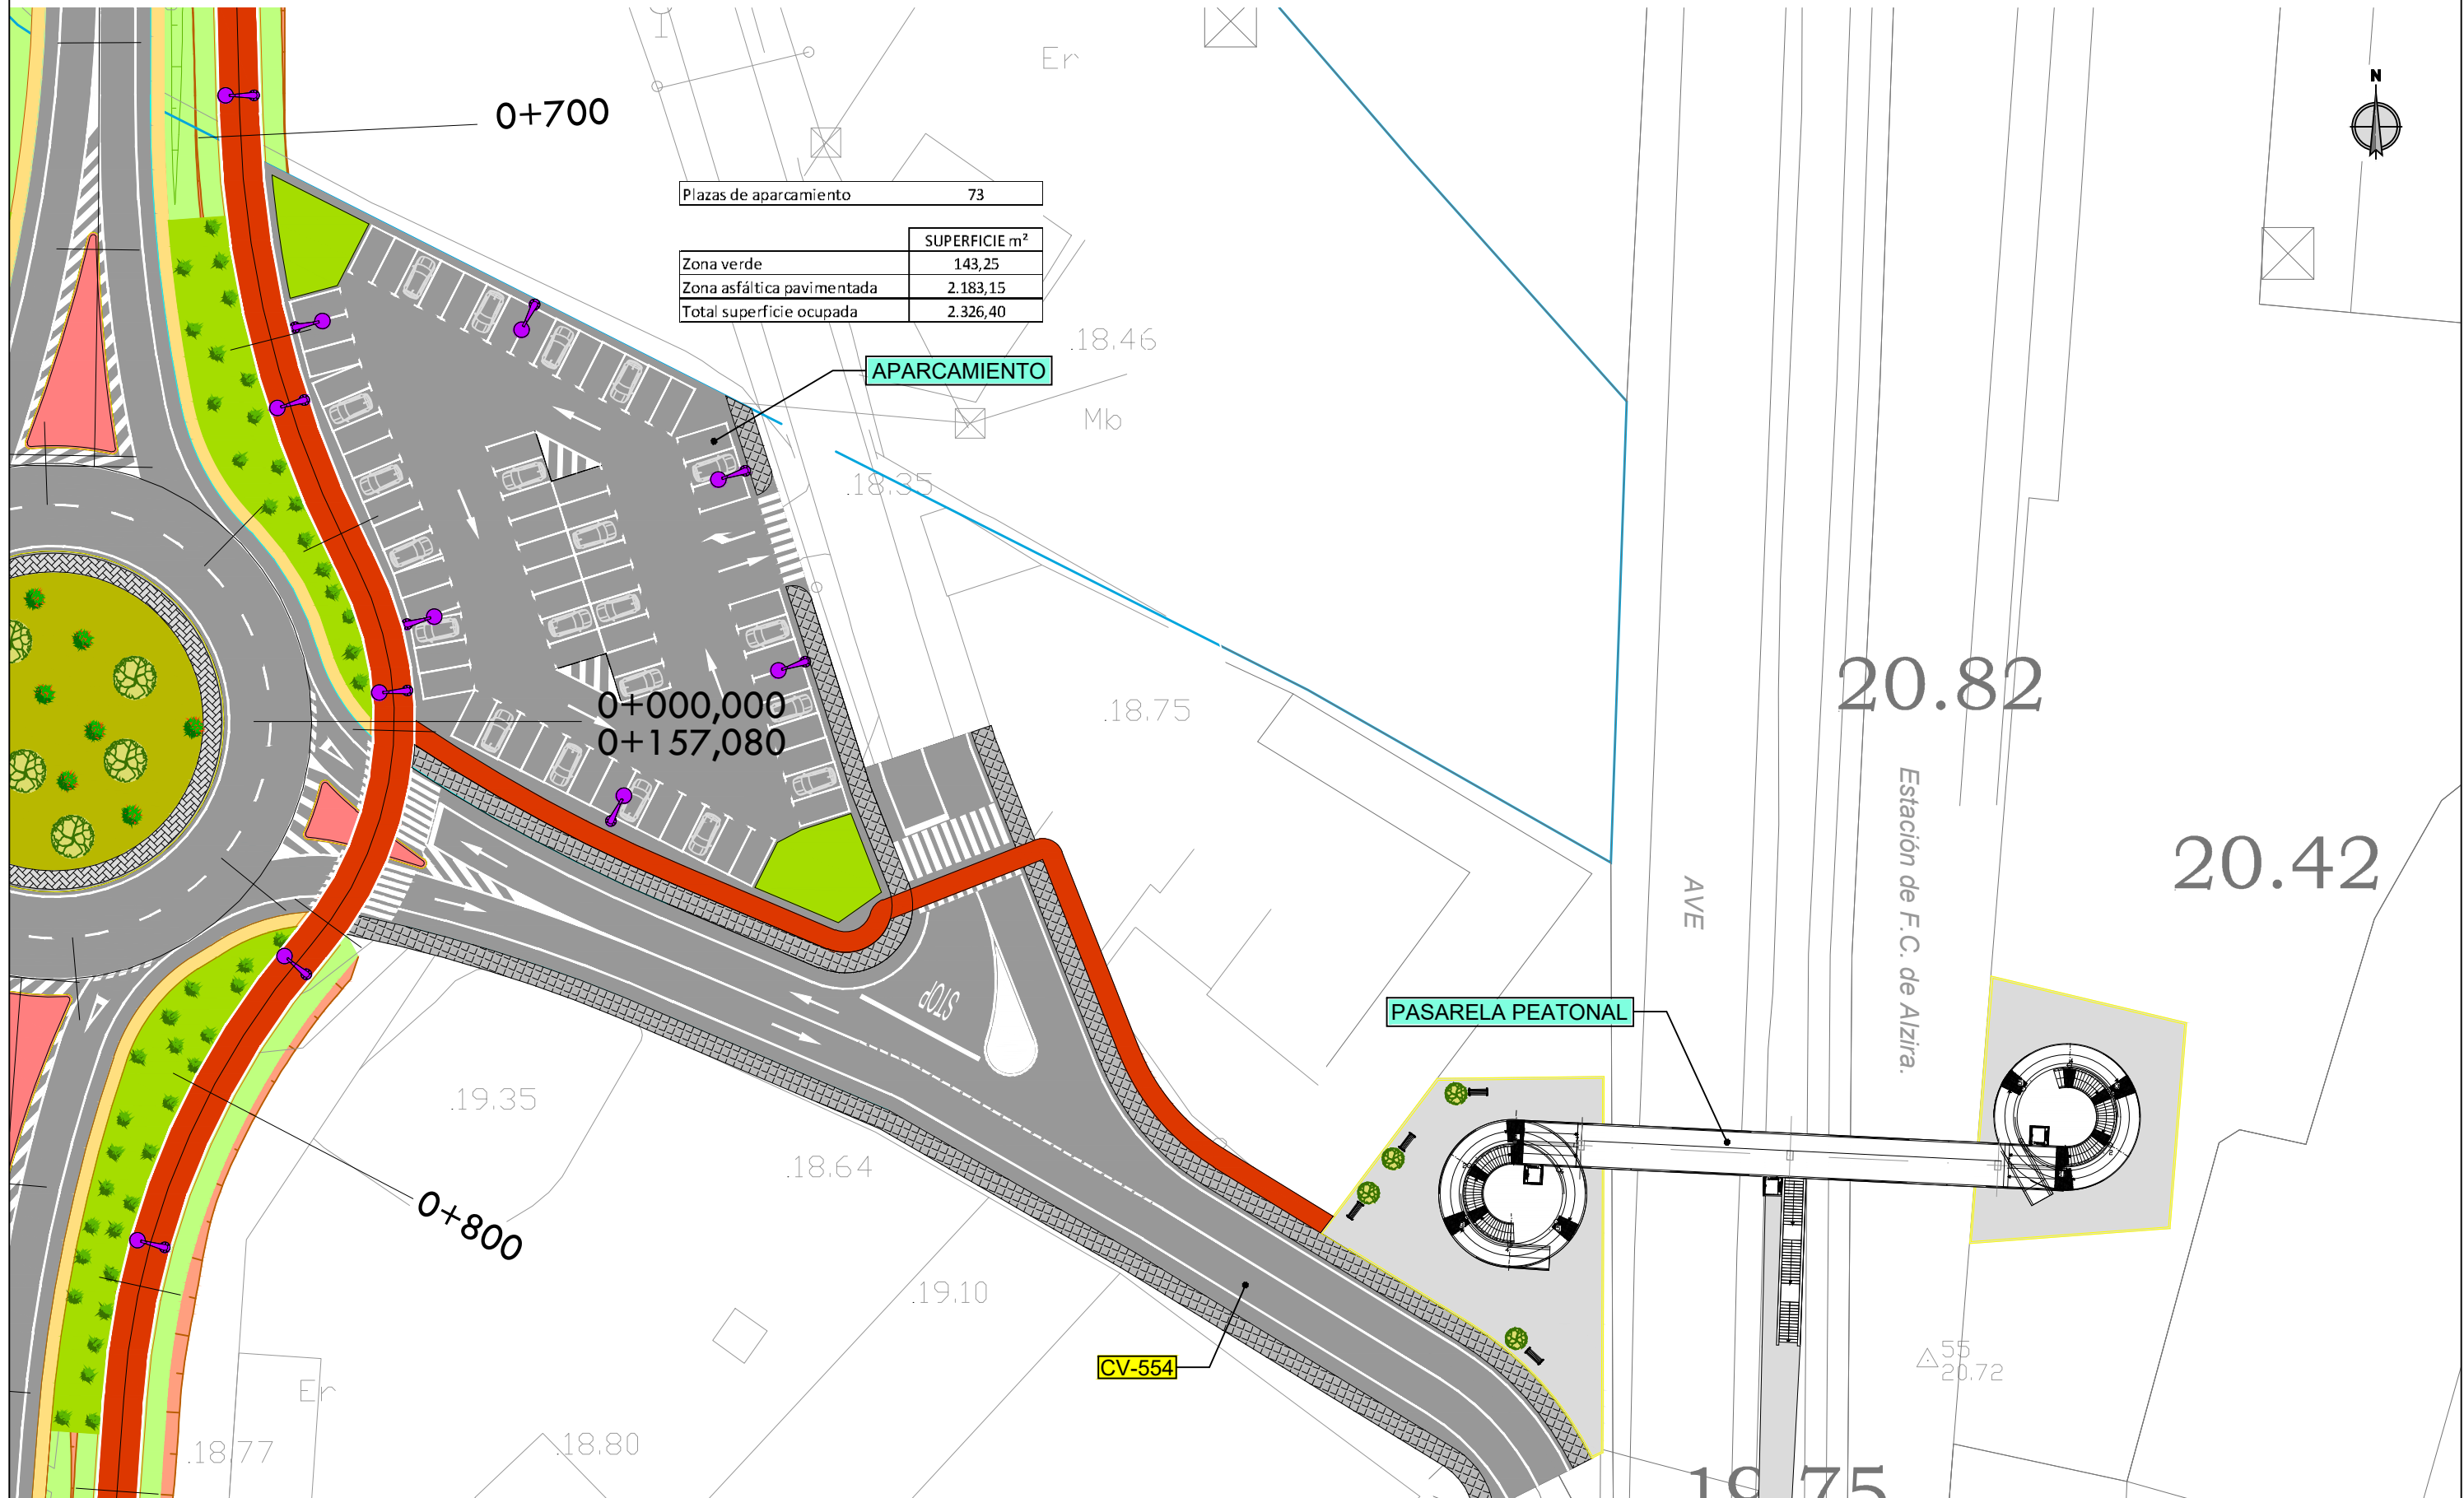 Er
N
0+700
Plazas de aparcamiento 73
SUPERFICIE m²
Zona verde 143,25
Zona asfáltica pavimentada 2.183,15
Total superficie ocupada 2.326,40
.18.46
APARCAMIENTO
Mb
.18.35
20.82
0+000,000
0+157,080
.18.75
20.42
AVE
Estación de F.C. de Alzira.
STOP
PASARELA PEATONAL
.19.35
.18.64
0+800
.19.10
CV-554
55
20.72
Er
.18.77
.18.80
19.75